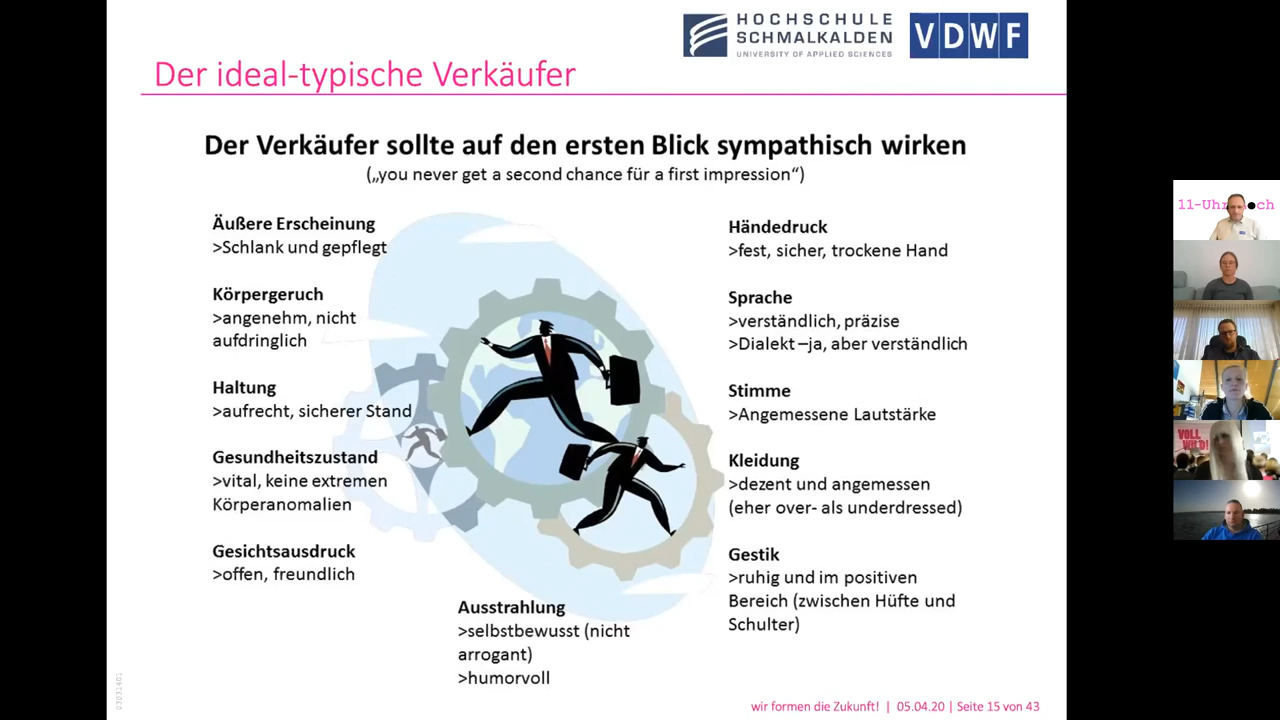 HOCHSCHULE
SCHMALKALDEN
UNIVERSITY OF APPLIED SCIENCES
VDWF
Der ideal-typische Verkäufer
Der Verkäufer sollte auf den ersten Blick sympathisch wirken
(„you never get a second chance für a first impression“)
Äußere Erscheinung
>Schlank und gepflegt
Körpergeruch
>angenehm, nicht
aufdringlich
Haltung
>aufrecht, sicherer Stand
Gesundheitszustand
>vital, keine extremen
Körperanomalien
Gesichtsausdruck
>offen, freundlich
Ausstrahlung
>selbstbewusst (nicht
arrogant)
>humorvoll
Händedruck
>fest, sicher, trockene Hand
Sprache
>verständlich, präzise
>Dialekt –ja, aber verständlich
Stimme
>Angemessene Lautstärke
Kleidung
>dezent und angemessen
(eher over- als underdressed)
Gestik
>ruhig und im positiven
Bereich (zwischen Hüfte und
Schulter)
03031401
wir formen die Zukunft! | 05.04.20 | Seite 15 von 43
11-Uhr
VOLL
WILD!